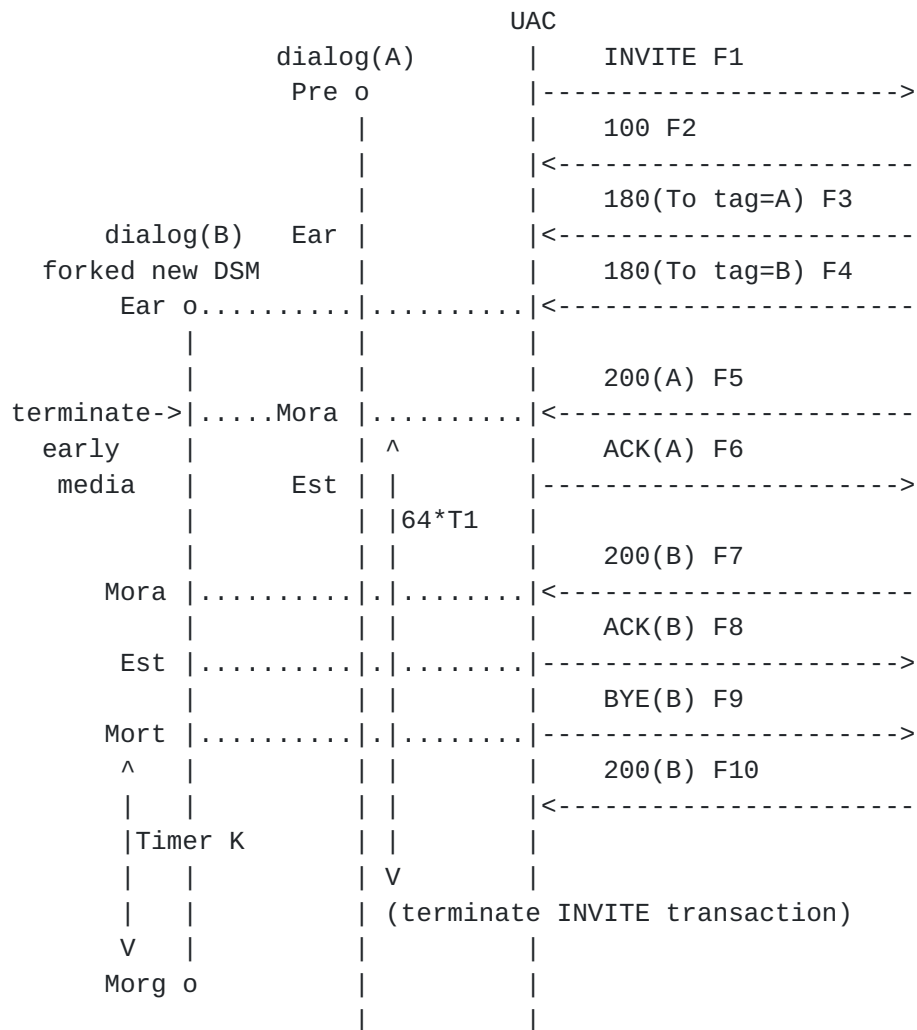 UAC
                  dialog(A)       |    INVITE F1
                   Pre o          |----------------------->
                       |          |    100 F2
                       |          |<-----------------------
                       |          |    180(To tag=A) F3
       dialog(B)   Ear |          |<-----------------------
   forked new DSM      |          |    180(To tag=B) F4
        Ear o..........|..........|<-----------------------
            |          |          |
            |          |          |    200(A) F5
 terminate->|.....Mora |..........|<-----------------------
   early    |          | ^        |    ACK(A) F6
    media   |      Est | |        |----------------------->
            |          | |64*T1   |
            |          | |        |    200(B) F7
       Mora |..........|.|........|<-----------------------
            |          | |        |    ACK(B) F8
        Est |..........|.|........|----------------------->
            |          | |        |    BYE(B) F9
       Mort |..........|.|........|----------------------->
        ^   |          | |        |    200(B) F10
        |   |          | |        |<-----------------------
        |Timer K       | |        |
        |   |          | V        |
        |   |          | (terminate INVITE transaction)
        V   |          |          |
       Morg o          |          |
                       |          |